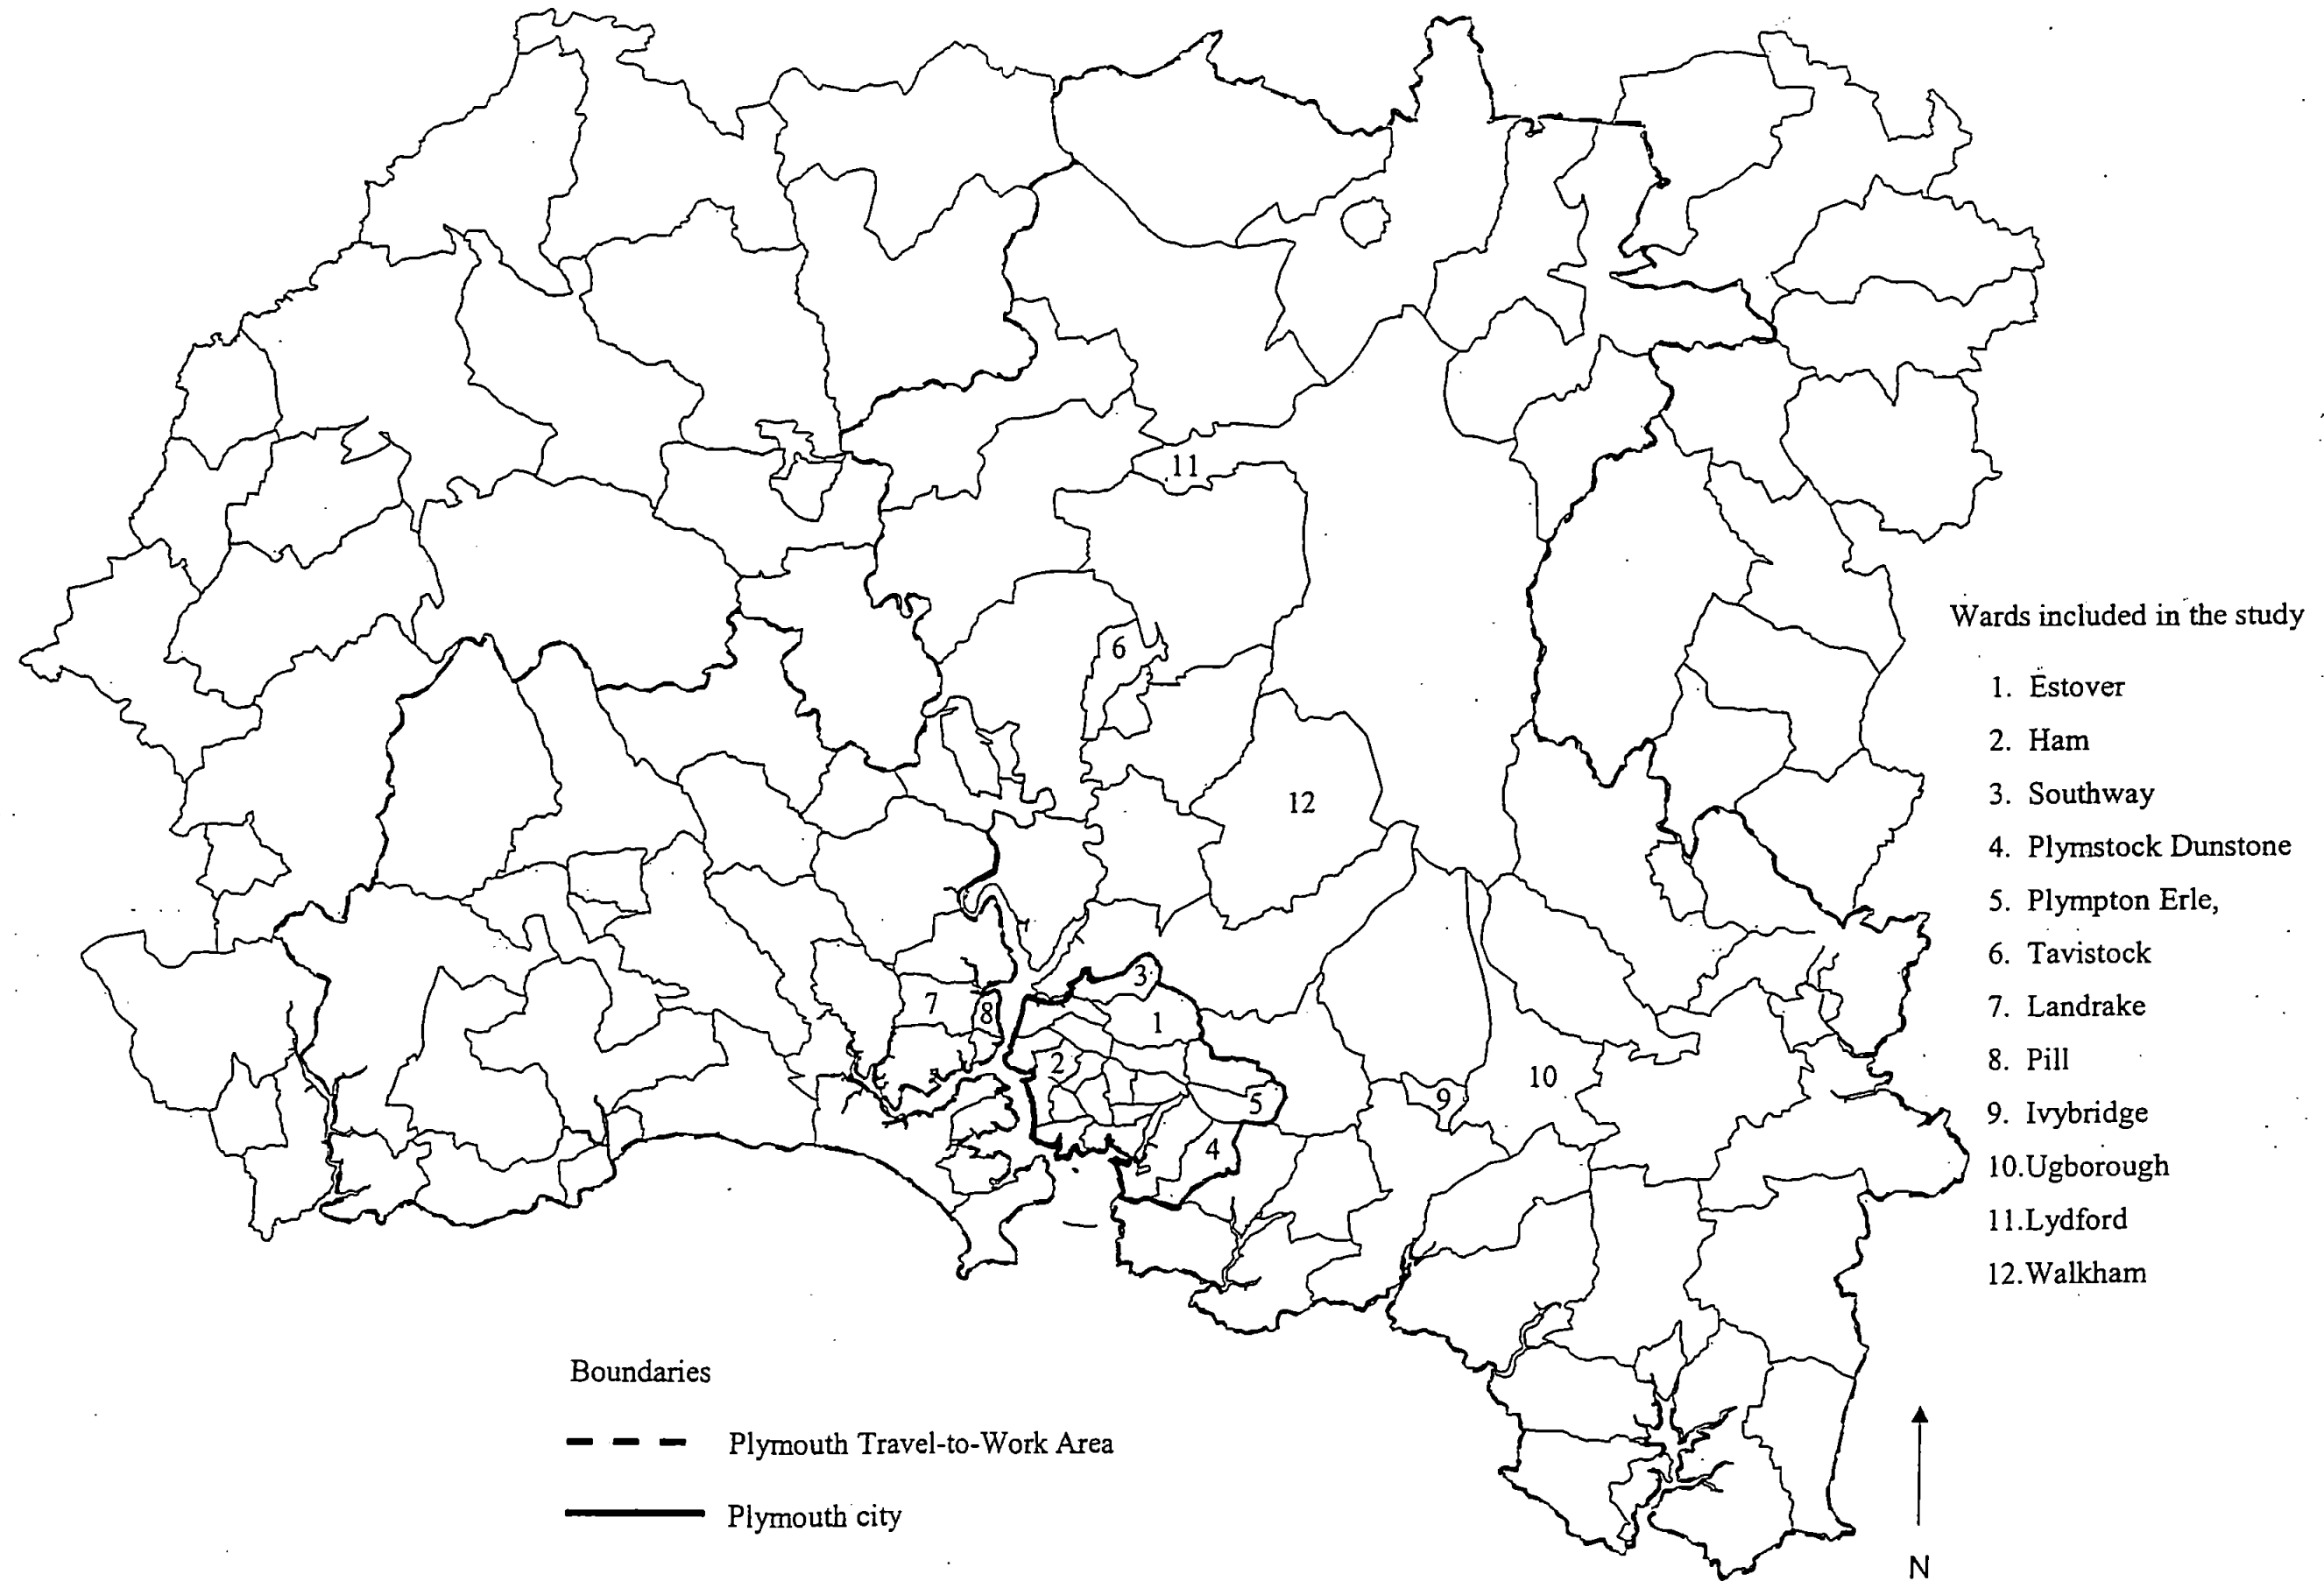 11
6
12
3
7
8
1
2
10
9
5
4
Wards included in the study
1. Estover
2. Ham
3. Southway
4. Plymstock Dunstone
5. Plympton Erle,
6. Tavistock
7. Landrake
8. Pill
9. Ivybridge
10.Ugborough
11.Lydford
12.Walkham
Boundaries
Plymouth Travel-to-Work Area
Plymouth city
N